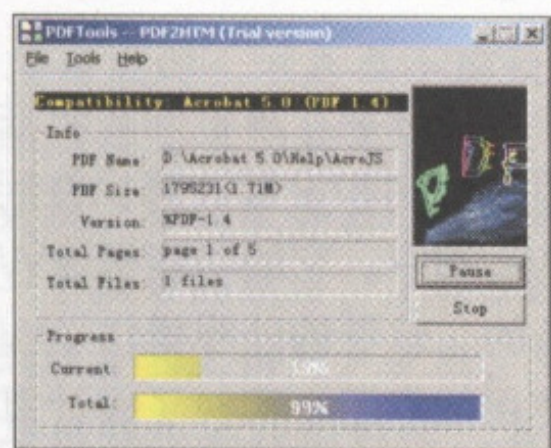 PDFTools -- PDF2HTM (Trial version)
File Tools Help
Compatibility: Acrobat 5.0 (PDF 1.4)
Info
PDF Name: D:\Acrobat 5.0\Help\AcroJS
PDF Size: 1795231(1.71M)
Version: %PDF-1.4
Total Pages: page 1 of 5
Total Files: 1 files
Pause
Stop
Progress
Current:
Total: 99%